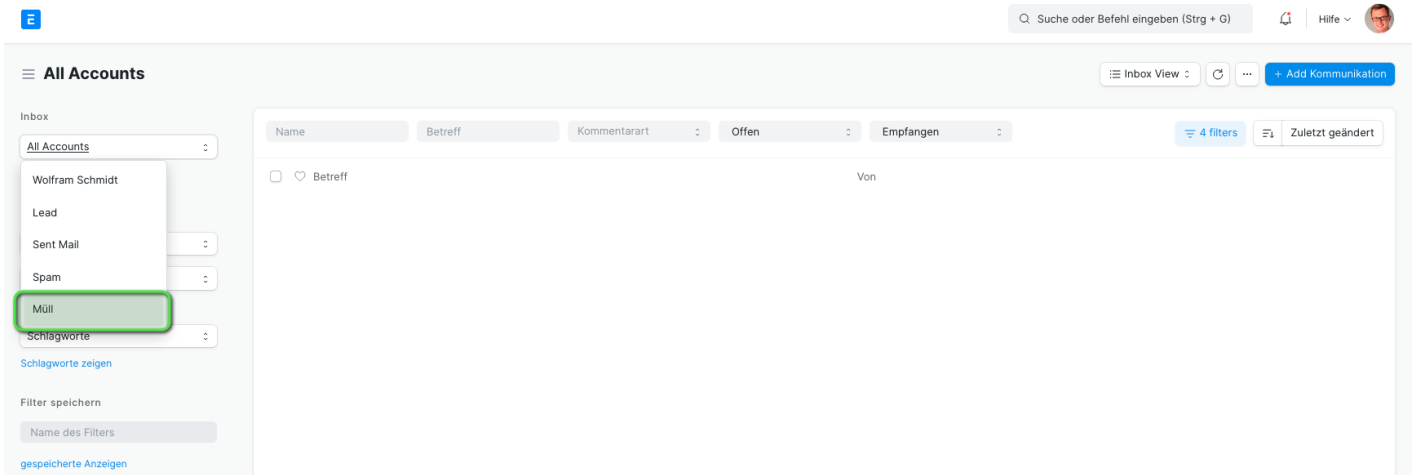 E
Suche oder Befehl eingeben (Strg + G)
Hilfe
All Accounts
Inbox View
...
+ Add Kommunikation
Inbox
All Accounts
Wolfram Schmidt
Lead
Sent Mail
Spam
Müll
Schlagworte
Schlagworte zeigen
Filter speichern
Name des Filters
gespeicherte Anzeigen
Name
Betreff
Kommentarart
Offen
Empfangen
4 filters
Zuletzt geändert
Betreff
Von